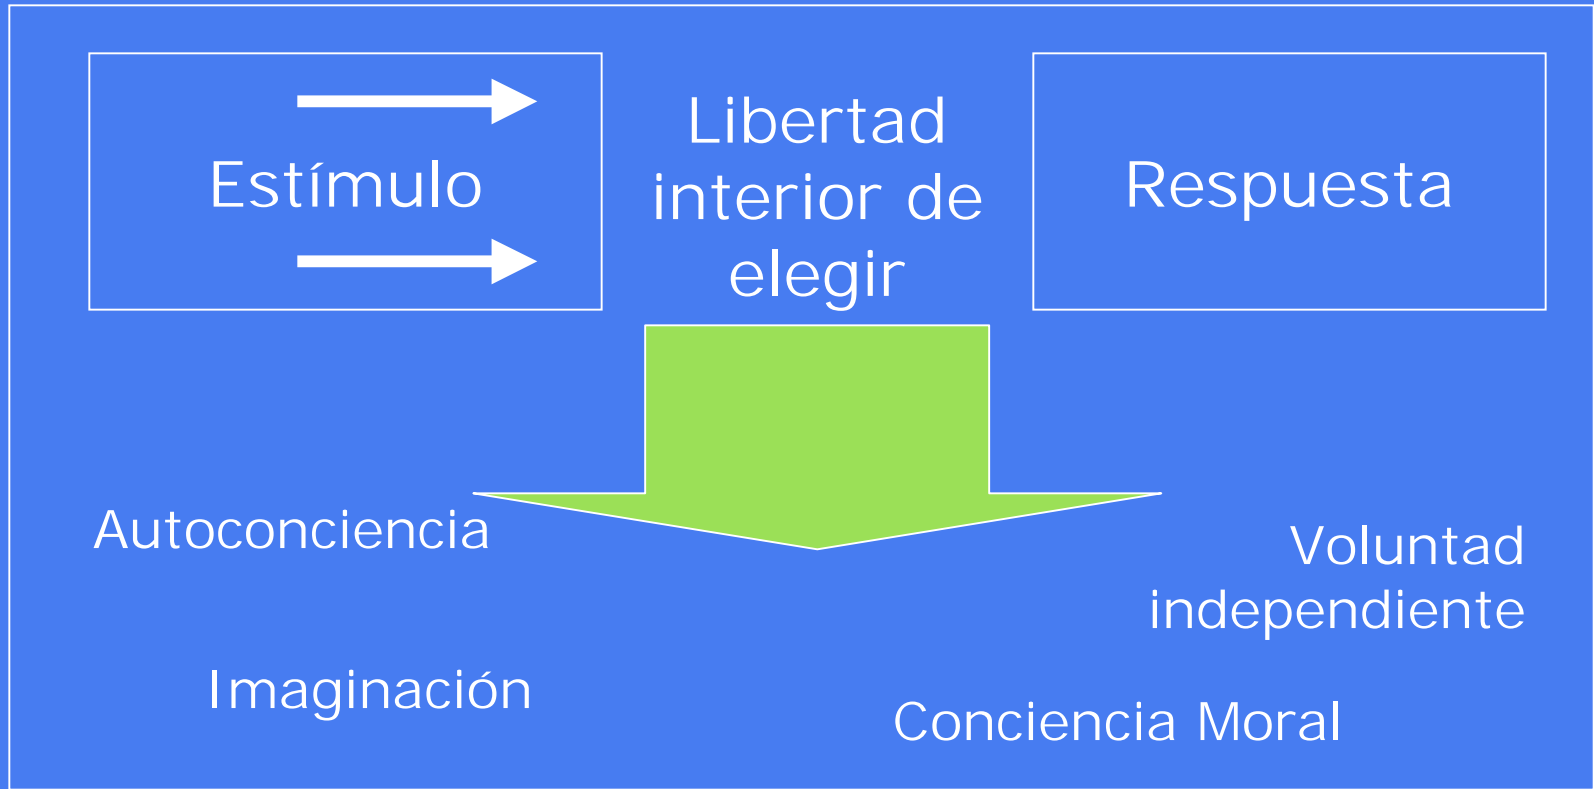 Estímulo
Libertad
interior de
elegir
Respuesta
Autoconciencia
Voluntad
independiente
Imaginación
Conciencia Moral